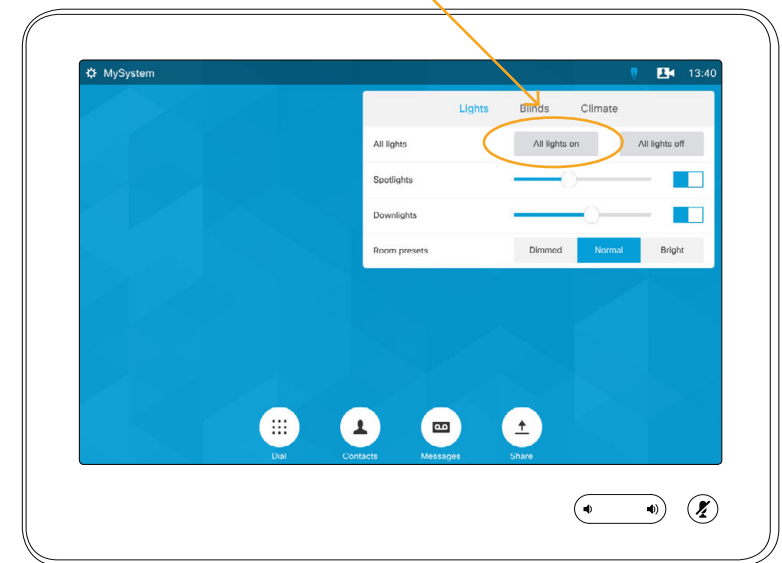 MySystem 13:40
Lights Blinds Climate
All lights All lights on All lights off
Spotlights
Downlights
Room presets Dimmed Normal Bright
Dial Contacts Messages Share